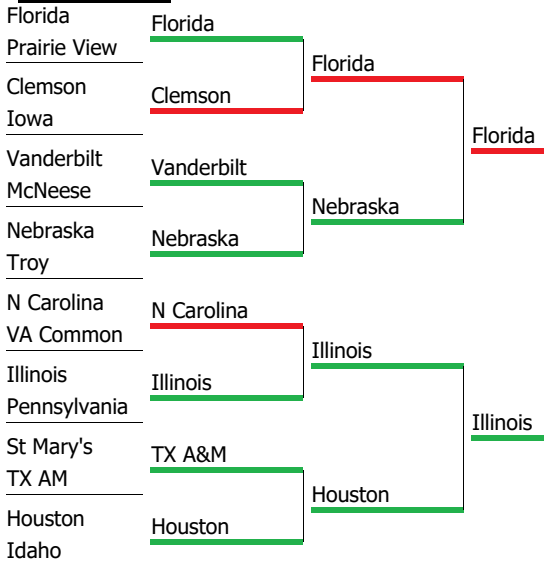 Florida
Prairie View
Clemson
Iowa
Vanderbilt
McNeese
Nebraska
Troy
N Carolina
VA Common
Illinois
Pennsylvania
St Mary's
TX AM
Houston
Idaho
Florida
Clemson
Vanderbilt
Nebraska
N Carolina
Illinois
TX A&M
Houston
Florida
Nebraska
Illinois
Houston
Florida
Illinois